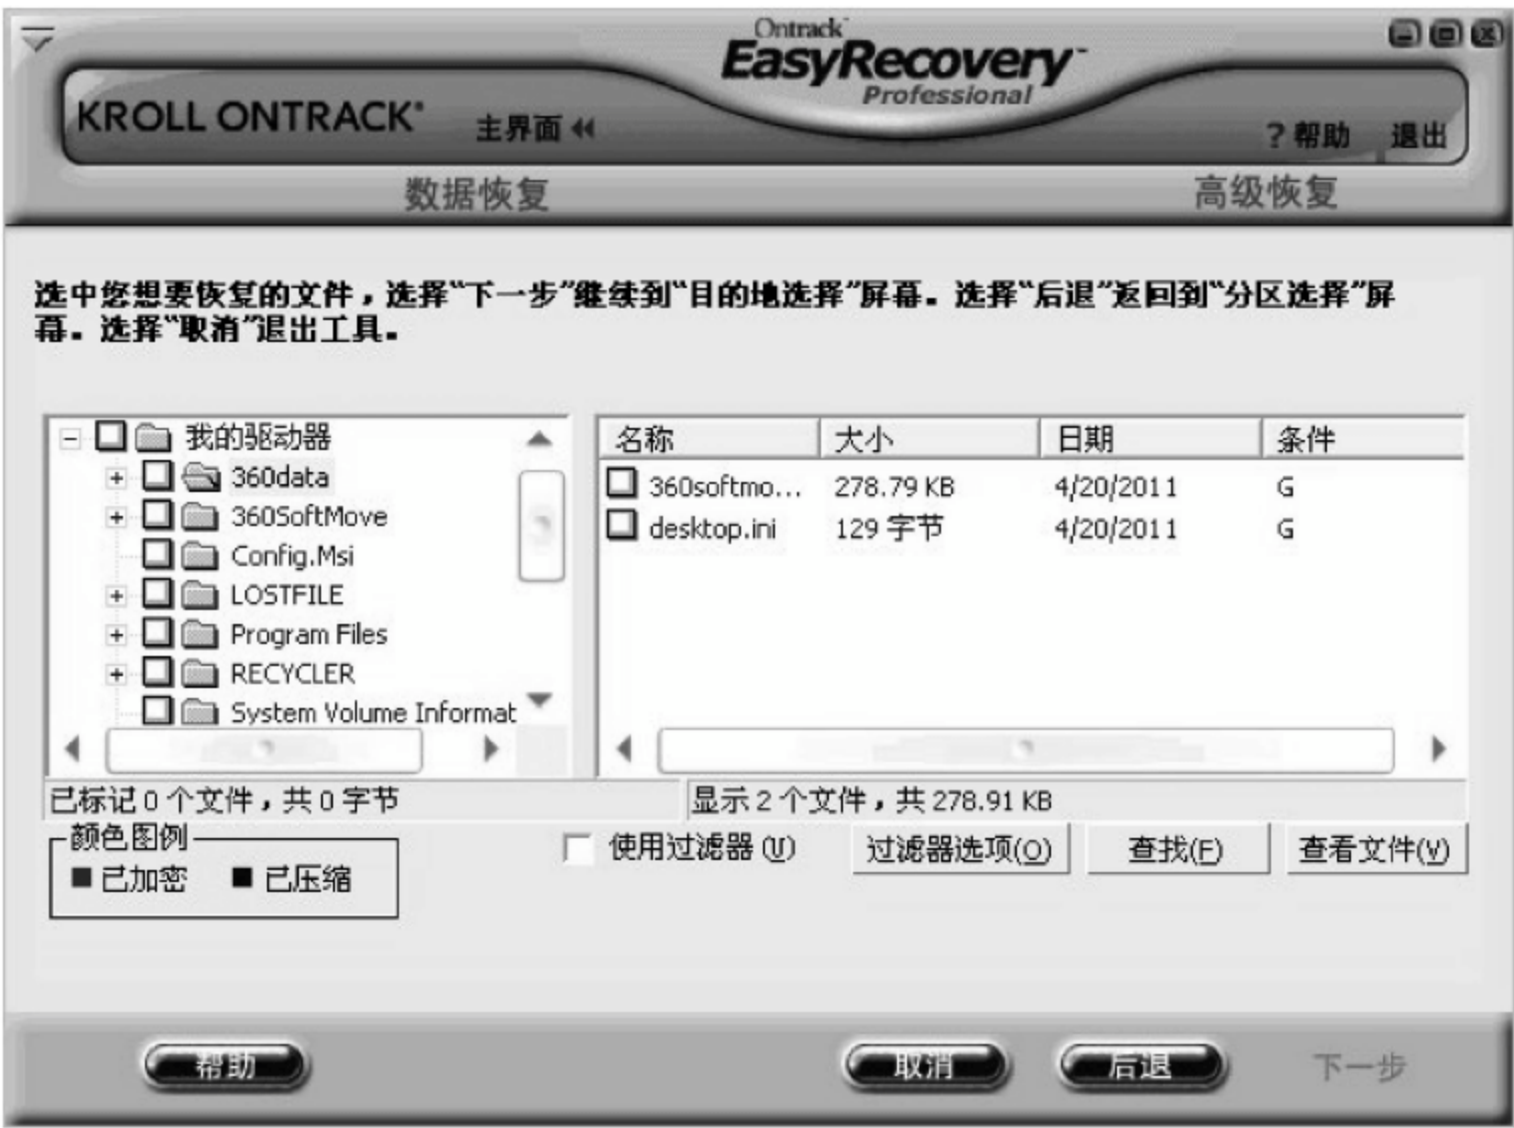 Ontrack™
EasyRecovery™
Professional
KROLL ONTRACK®
主界面
? 帮助 退出
数据恢复 高级恢复
选中您想要恢复的文件，选择“下一步”继续到“目的地选择”屏幕。选择“后退”返回到“分区选择”屏
幕。选择“取消”退出工具。
我的驱动器
360data
360SoftMove
Config.Msi
LOSTFILE
Program Files
RECYCLER
System Volume Informat
名称 大小 日期 条件
360softmo... 278.79 KB 4/20/2011 G
desktop.ini 129 字节 4/20/2011 G
已标记 0 个文件，共 0 字节 显示 2 个文件，共 278.91 KB
颜色图例
已加密 已压缩
使用过滤器 (U) 过滤器选项(O) 查找(F) 查看文件(V)
帮助 取消 后退 下一步